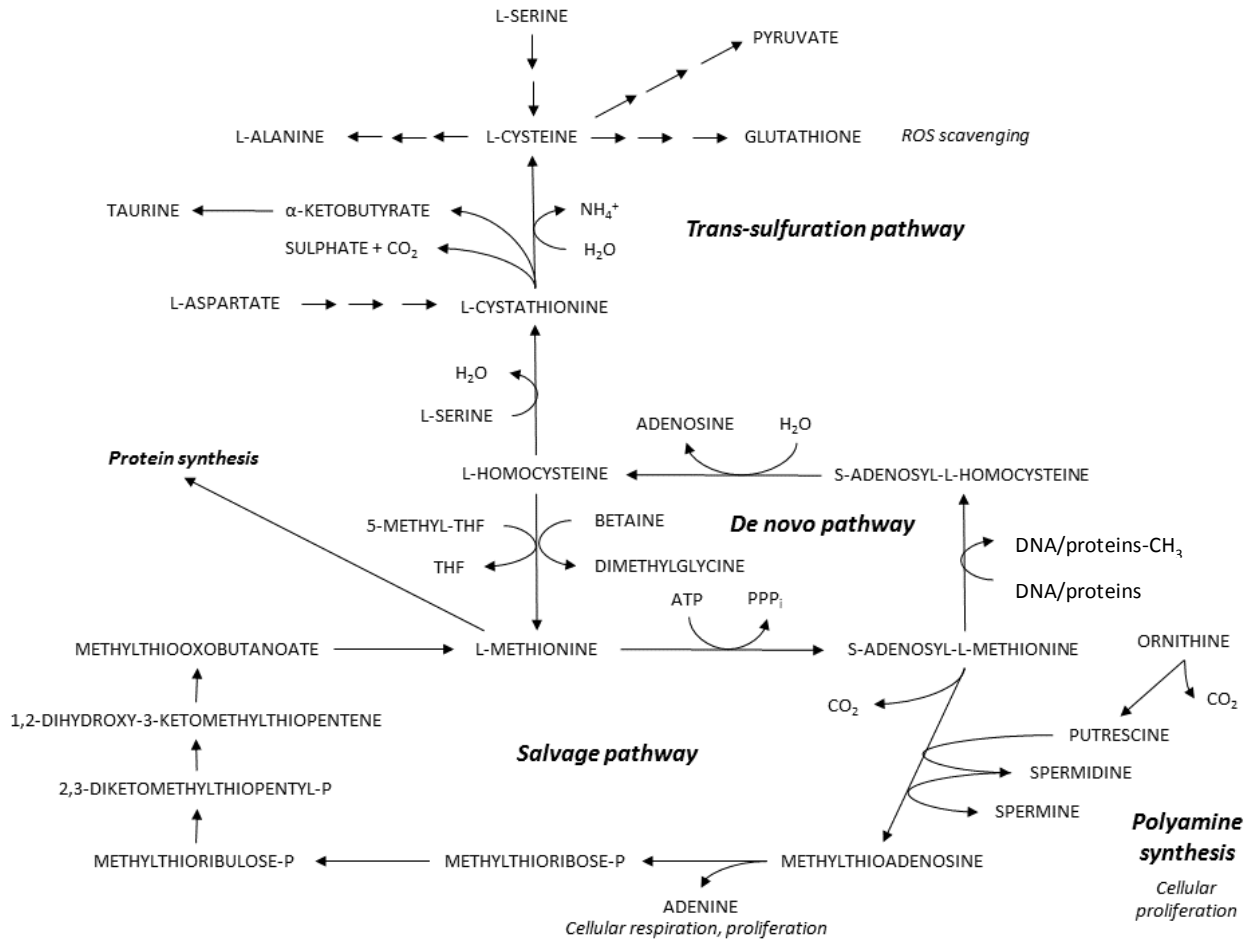 L-SERINE
PYRUVATE
L-ALANINE
L-CYSTEINE
GLUTATHIONE
ROS scavenging
TAURINE
α-KETOBUTYRATE
NH₄⁺
Trans-sulfuration pathway
SULPHATE + CO₂
H₂O
L-ASPARTATE
L-CYSTATHIONINE
H₂O
L-SERINE
ADENOSINE
H₂O
Protein synthesis
L-HOMOCYSTEINE
S-ADENOSYL-L-HOMOCYSTEINE
5-METHYL-THF
BETAINE
De novo pathway
DNA/proteins-CH₃
THF
DIMETHYLGLYCINE
DNA/proteins
ATP
PPPᵢ
METHYLTHIOOXOBUTANOATE
L-METHIONINE
S-ADENOSYL-L-METHIONINE
ORNITHINE
CO₂
CO₂
1,2-DIHYDROXY-3-KETOMETHYLTHIOPENTENE
PUTRESCINE
Salvage pathway
SPERMIDINE
2,3-DIKETOMETHYLTHIOPENTYL-P
SPERMINE
Polyamine
synthesis
METHYLTHIORIBULOSE-P
METHYLTHIORIBOSE-P
METHYLTHIOADENOSINE
Cellular
proliferation
ADENINE
Cellular respiration, proliferation